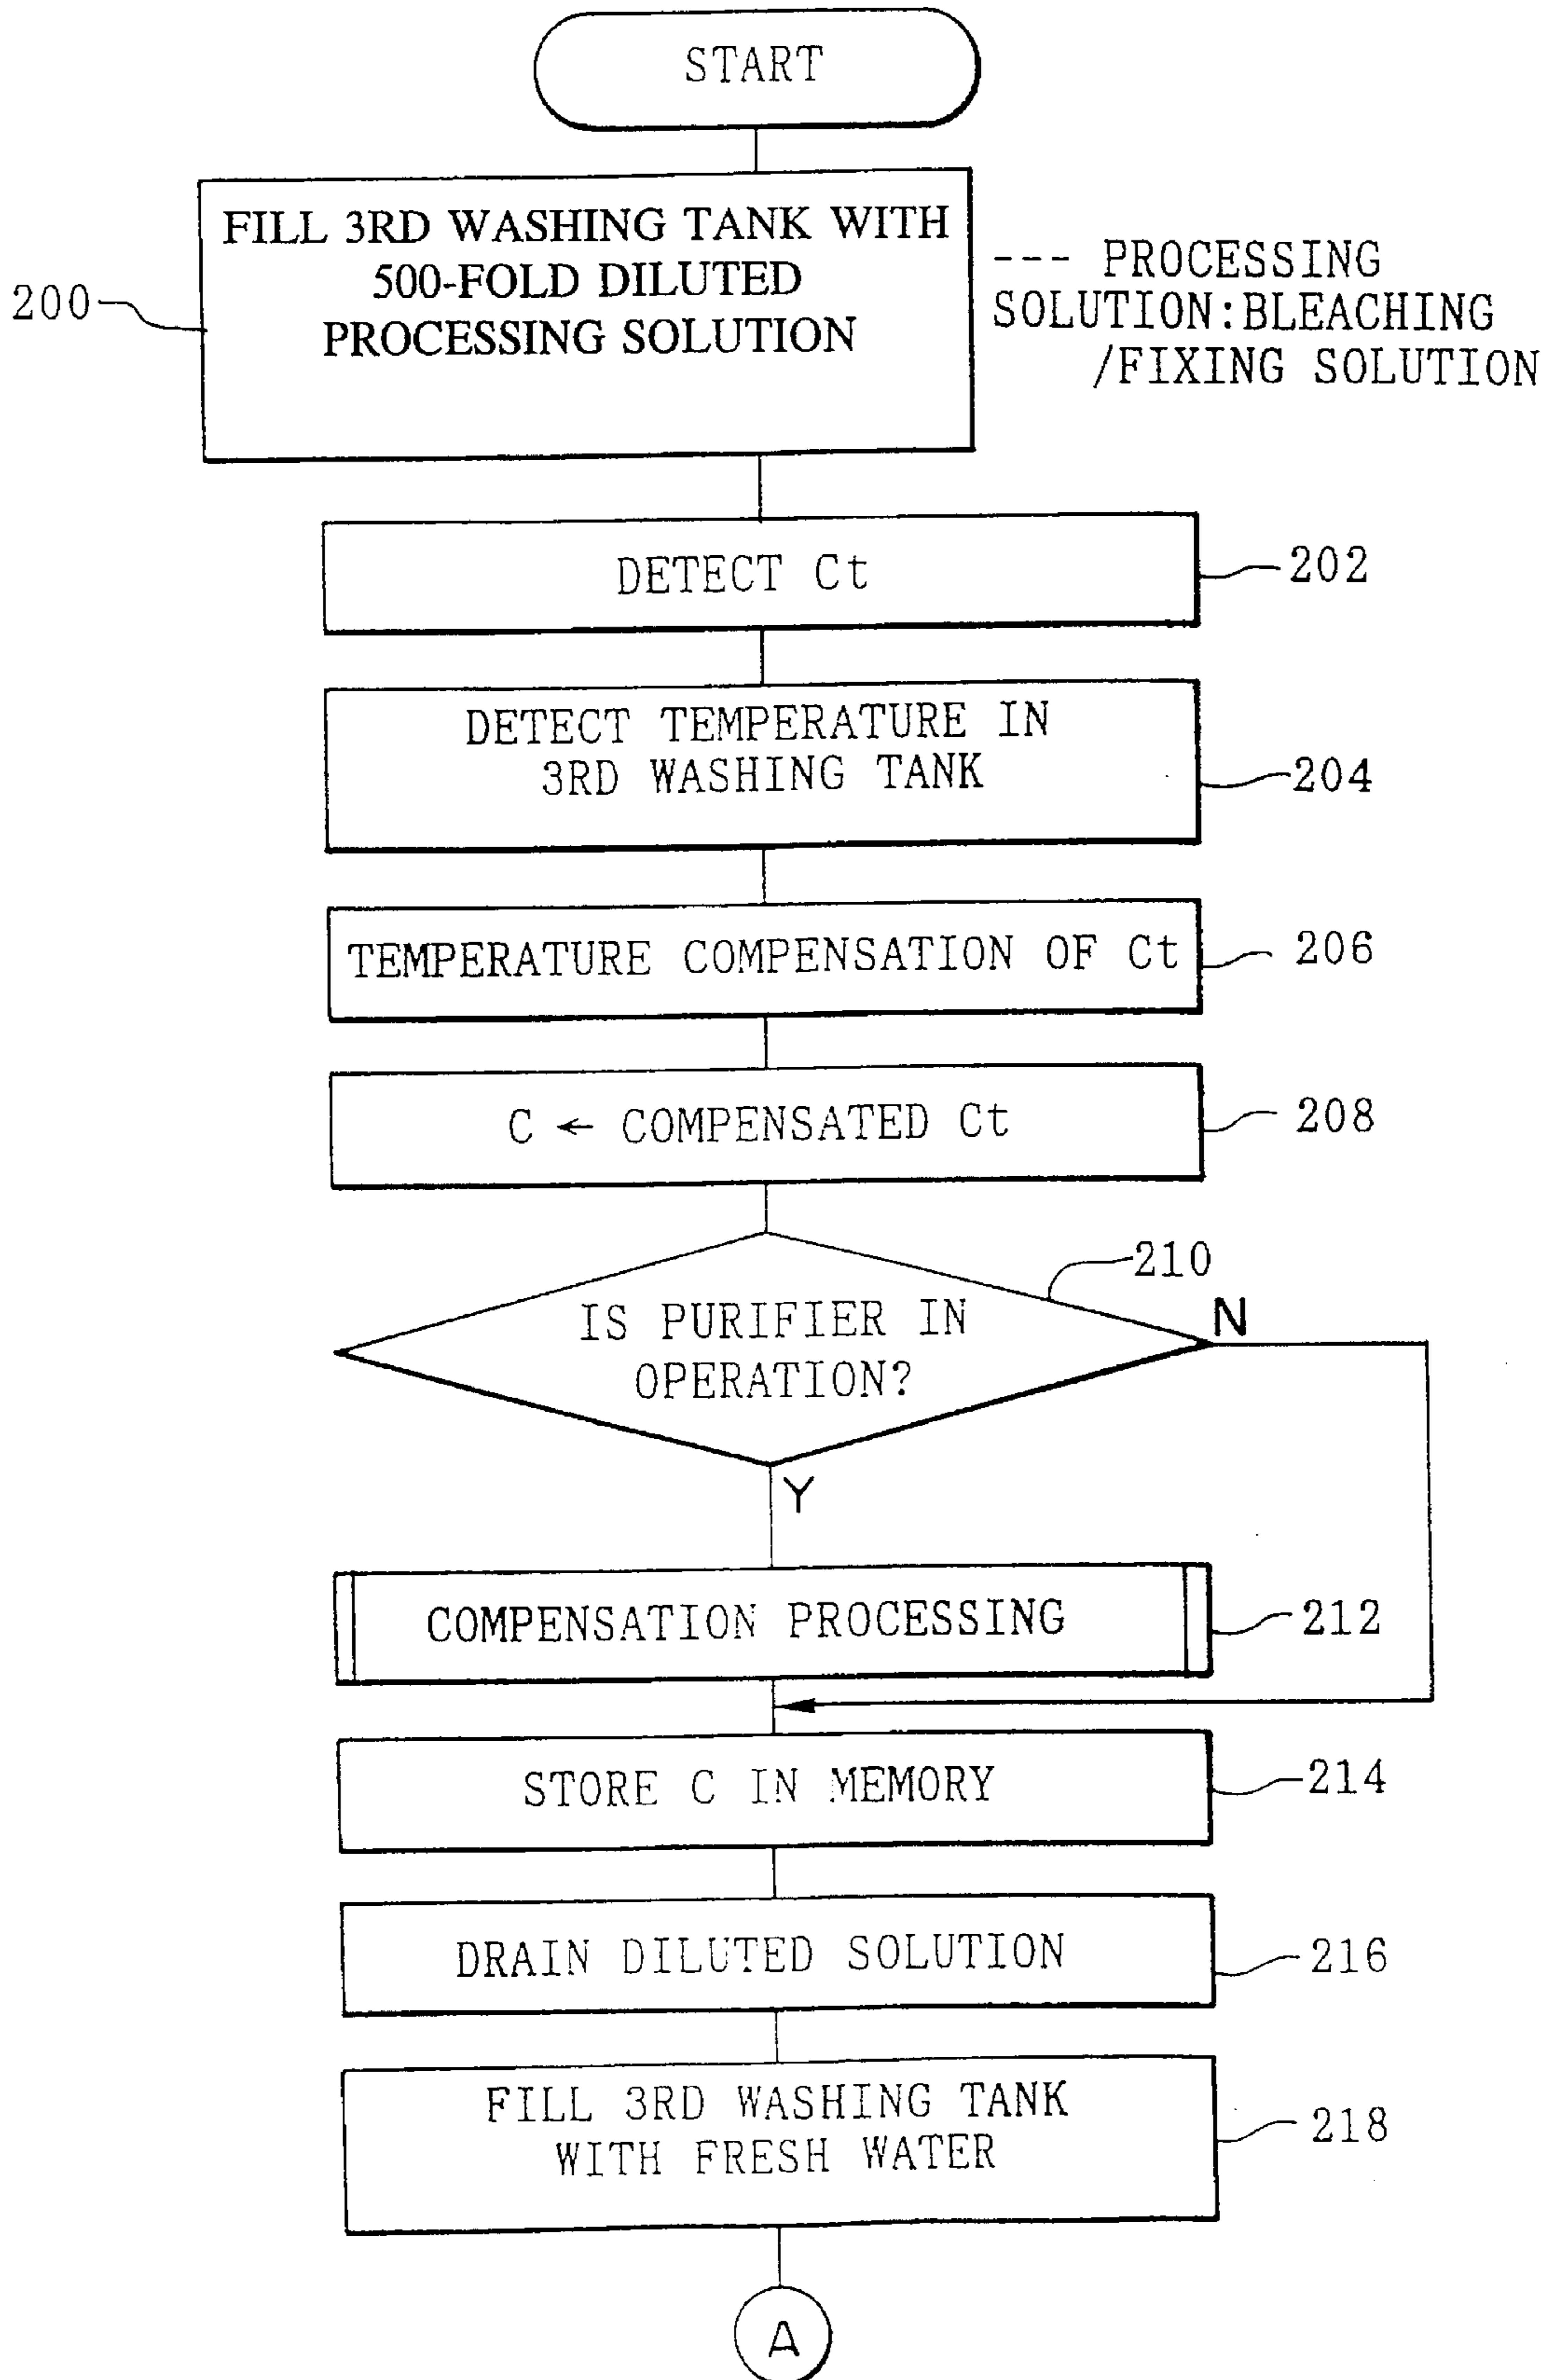 START
FILL 3RD WASHING TANK WITH
500-FOLD DILUTED
PROCESSING SOLUTION
200
--- PROCESSING
SOLUTION:BLEACHING
/FIXING SOLUTION
DETECT Ct
202
DETECT TEMPERATURE IN
3RD WASHING TANK
204
TEMPERATURE COMPENSATION OF Ct
206
C ← COMPENSATED Ct
208
210
IS PURIFIER IN
OPERATION?
N
Y
COMPENSATION PROCESSING
212
STORE C IN MEMORY
214
DRAIN DILUTED SOLUTION
216
FILL 3RD WASHING TANK
WITH FRESH WATER
218
A